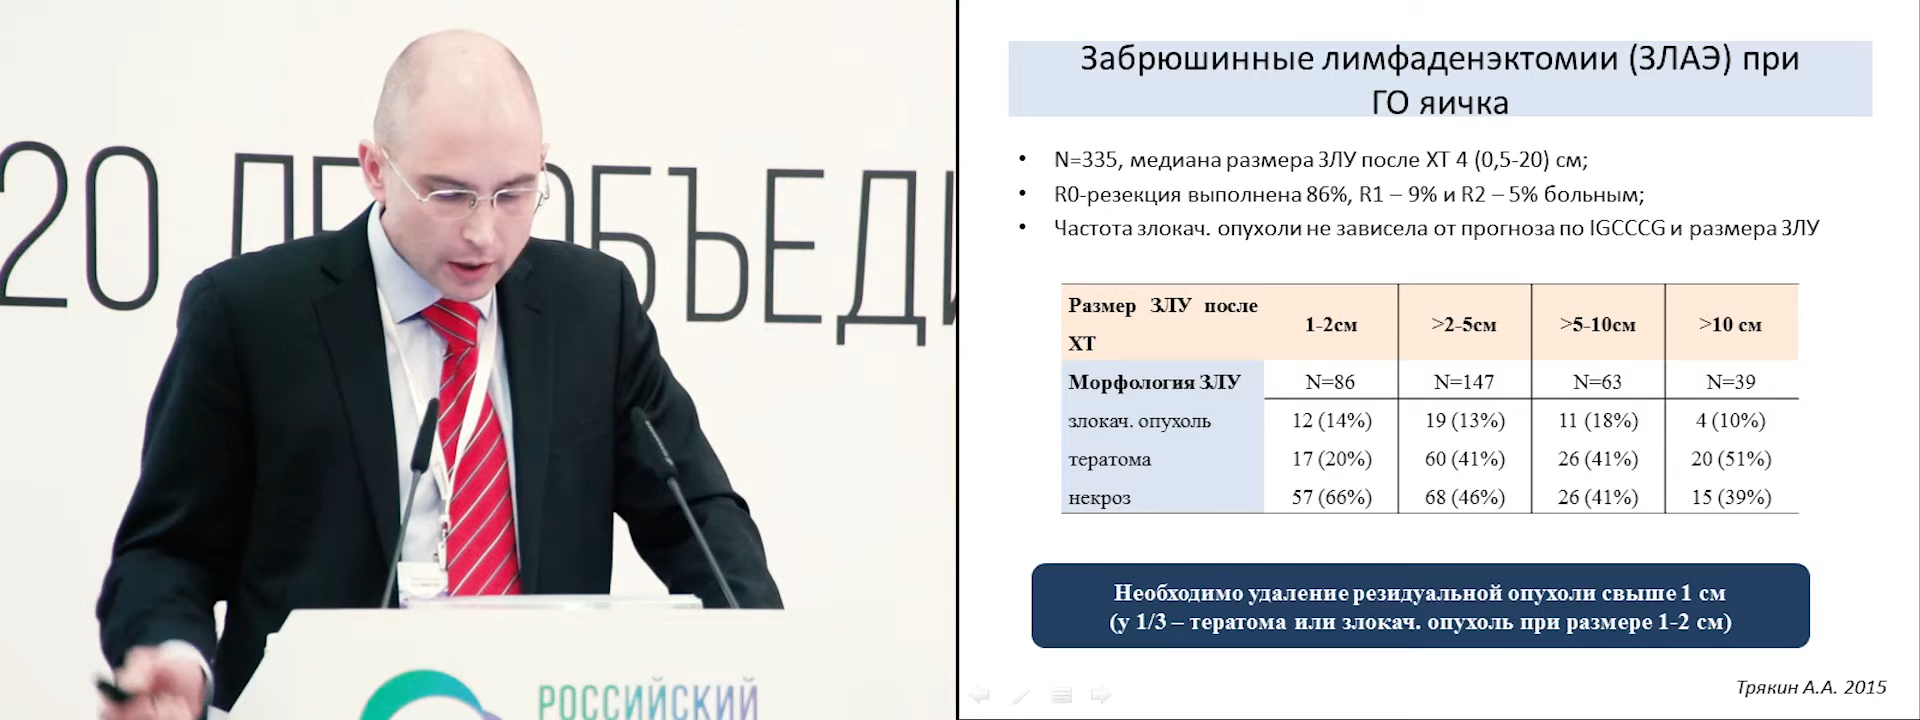 20 ОБЪЕДИ
РОССИЙСКИЙ
Забрюшинные лимфаденэктомии (ЗЛАЭ) при
ГО яичка
• N=335, медиана размера ЗЛУ после ХТ 4 (0,5-20) см;
• R0-резекция выполнена 86%, R1 – 9% и R2 – 5% больным;
• Частота злокач. опухоли не зависела от прогноза по IGCCCG и размера ЗЛУ
Размер ЗЛУ после ХТ 1-2см >2-5см >5-10см >10 см
Морфология ЗЛУ N=86 N=147 N=63 N=39
злокач. опухоль 12 (14%) 19 (13%) 11 (18%) 4 (10%)
тератома 17 (20%) 60 (41%) 26 (41%) 20 (51%)
некроз 57 (66%) 68 (46%) 26 (41%) 15 (39%)
Необходимо удаление резидуальной опухоли свыше 1 см
(у 1/3 – тератома или злокач. опухоль при размере 1-2 см)
Трякин А.А. 2015